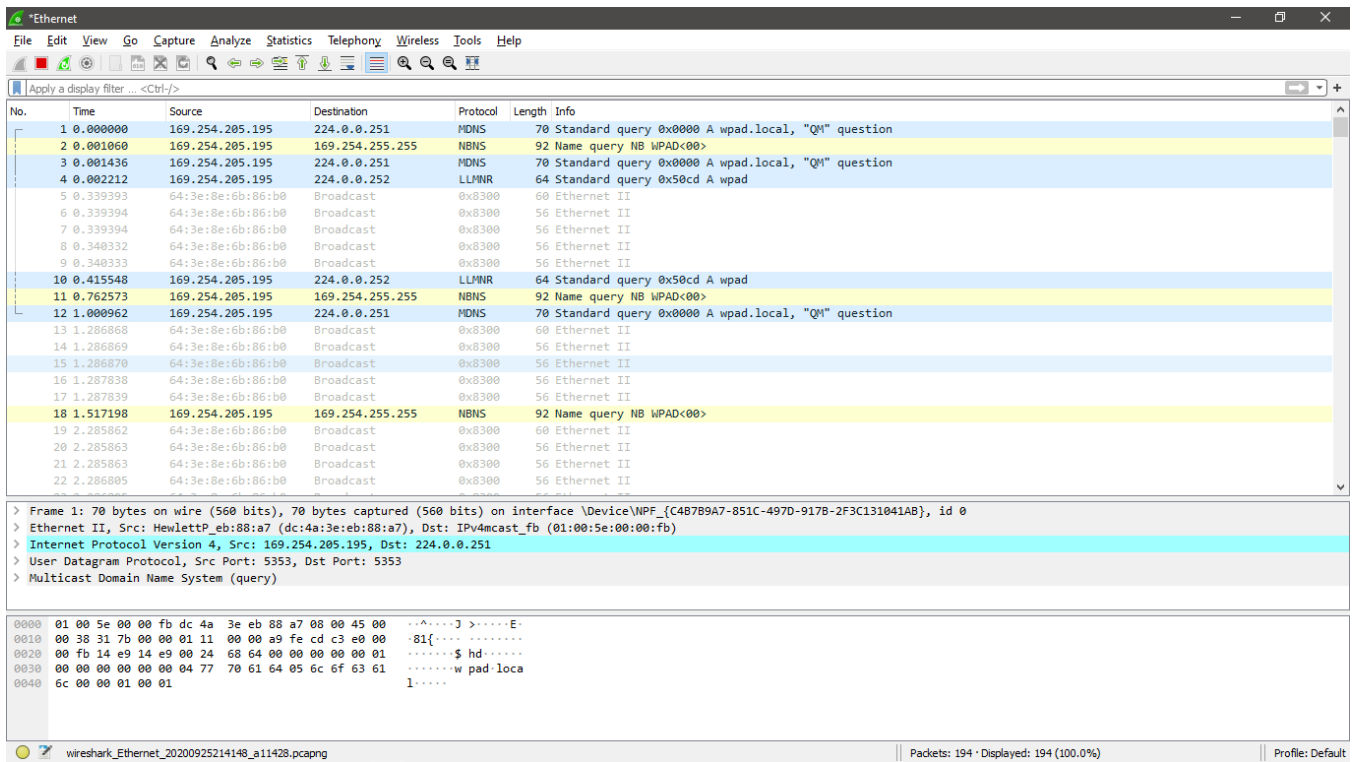 *Ethernet
File Edit View Go Capture Analyze Statistics Telephony Wireless Tools Help
Apply a display filter ... <Ctrl-/>
No. Time Source Destination Protocol Length Info
1 0.000000 169.254.205.195 224.0.0.251 MDNS 70 Standard query 0x0000 A wpad.local, "QM" question
2 0.001060 169.254.205.195 169.254.255.255 NBNS 92 Name query NB WPAD<00>
3 0.001436 169.254.205.195 224.0.0.251 MDNS 70 Standard query 0x0000 A wpad.local, "QM" question
4 0.002212 169.254.205.195 224.0.0.252 LLMNR 64 Standard query 0x50cd A wpad
5 0.339393 64:3e:8e:6b:86:b0 Broadcast 0x8300 60 Ethernet II
6 0.339394 64:3e:8e:6b:86:b0 Broadcast 0x8300 56 Ethernet II
7 0.339394 64:3e:8e:6b:86:b0 Broadcast 0x8300 56 Ethernet II
8 0.340332 64:3e:8e:6b:86:b0 Broadcast 0x8300 56 Ethernet II
9 0.340333 64:3e:8e:6b:86:b0 Broadcast 0x8300 56 Ethernet II
10 0.415548 169.254.205.195 224.0.0.252 LLMNR 64 Standard query 0x50cd A wpad
11 0.762573 169.254.205.195 169.254.255.255 NBNS 92 Name query NB WPAD<00>
12 1.000962 169.254.205.195 224.0.0.251 MDNS 70 Standard query 0x0000 A wpad.local, "QM" question
13 1.286868 64:3e:8e:6b:86:b0 Broadcast 0x8300 60 Ethernet II
14 1.286869 64:3e:8e:6b:86:b0 Broadcast 0x8300 56 Ethernet II
15 1.286870 64:3e:8e:6b:86:b0 Broadcast 0x8300 56 Ethernet II
16 1.287838 64:3e:8e:6b:86:b0 Broadcast 0x8300 56 Ethernet II
17 1.287839 64:3e:8e:6b:86:b0 Broadcast 0x8300 56 Ethernet II
18 1.517198 169.254.205.195 169.254.255.255 NBNS 92 Name query NB WPAD<00>
19 2.285862 64:3e:8e:6b:86:b0 Broadcast 0x8300 60 Ethernet II
20 2.285863 64:3e:8e:6b:86:b0 Broadcast 0x8300 56 Ethernet II
21 2.285863 64:3e:8e:6b:86:b0 Broadcast 0x8300 56 Ethernet II
22 2.286805 64:3e:8e:6b:86:b0 Broadcast 0x8300 56 Ethernet II
> Frame 1: 70 bytes on wire (560 bits), 70 bytes captured (560 bits) on interface \Device\NPF_{C4B7B9A7-851C-497D-917B-2F3C131041AB}, id 0
> Ethernet II, Src: HewlettP_eb:88:a7 (dc:4a:3e:eb:88:a7), Dst: IPv4mcast_fb (01:00:5e:00:00:fb)
> Internet Protocol Version 4, Src: 169.254.205.195, Dst: 224.0.0.251
> User Datagram Protocol, Src Port: 5353, Dst Port: 5353
> Multicast Domain Name System (query)
0000 01 00 5e 00 00 fb dc 4a 3e eb 88 a7 08 00 45 00 ··^····J >·····E·
0010 00 38 31 7b 00 00 01 11 00 00 a9 fe cd c3 e0 00 ·81{···· ········
0020 00 fb 14 e9 14 e9 00 24 68 64 00 00 00 00 00 01 ·······$ hd······
0030 00 00 00 00 00 00 04 77 70 61 64 05 6c 6f 63 61 ·······w pad·loca
0040 6c 00 00 01 00 01 l·····
wireshark_Ethernet_20200925214148_a11428.pcapng Packets: 194 · Displayed: 194 (100.0%) Profile: Default